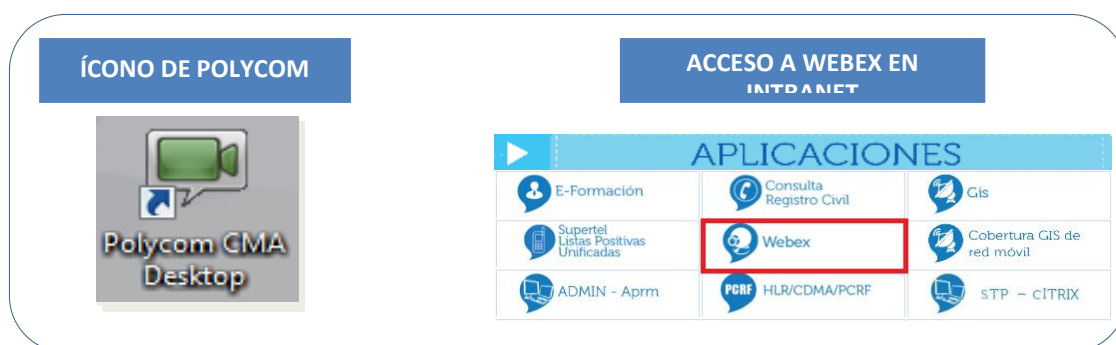 ÍCONO DE POLYCOM
ACCESO A WEBEX EN
INTRANET
Polycom CMA
Desktop
APLICACIONES
E-Formación
Consulta
Registro Civil
Gis
Supertel
Listas Positivas
Unificadas
Webex
Cobertura GIS de
red móvil
ADMIN - Aprm
PCRF
HLR/CDMA/PCRF
STP - CITRIX